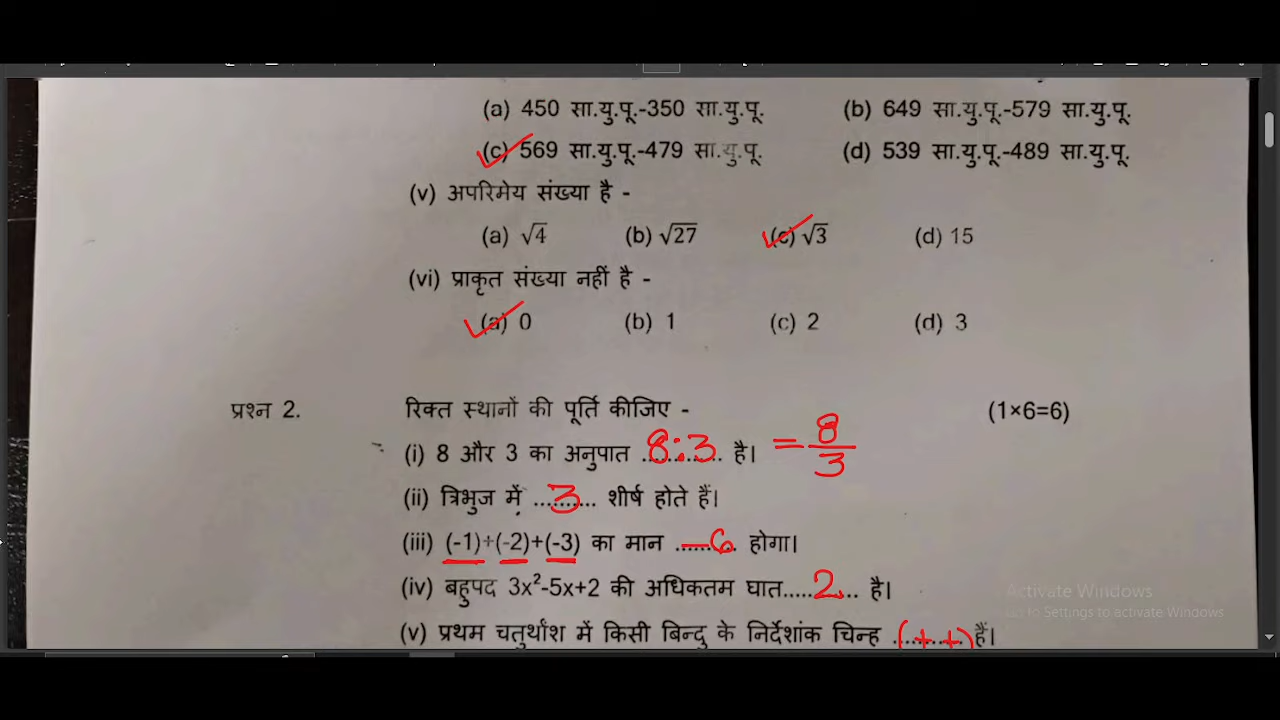 (a) 450 सा.यु.पू.-350 सा.यु.पू. (b) 649 सा.यु.पू.-579 सा.यु.पू.
(c) 569 सा.यु.पू.-479 सा.यु.पू. (d) 539 सा.यु.पू.-489 सा.यु.पू.
(v) अपरिमेय संख्या है -
(a) √4 (b) √27 (c) √3 (d) 15
(vi) प्राकृत संख्या नहीं है -
(a) 0 (b) 1 (c) 2 (d) 3
प्रश्न 2. रिक्त स्थानों की पूर्ति कीजिए - (1×6=6)
(i) 8 और 3 का अनुपात 8:3 है। = 8/3
(ii) त्रिभुज में ...3... शीर्ष होते हैं।
(iii) (-1)+(-2)+(-3) का मान ...-6... होगा।
(iv) बहुपद 3x²-5x+2 की अधिकतम घात.....2... है।
Activate Windows
Go to Settings to activate Windows
(v) प्रथम चतुर्थांश में किसी बिन्दु के निर्देशांक चिन्ह (+ +) हैं।